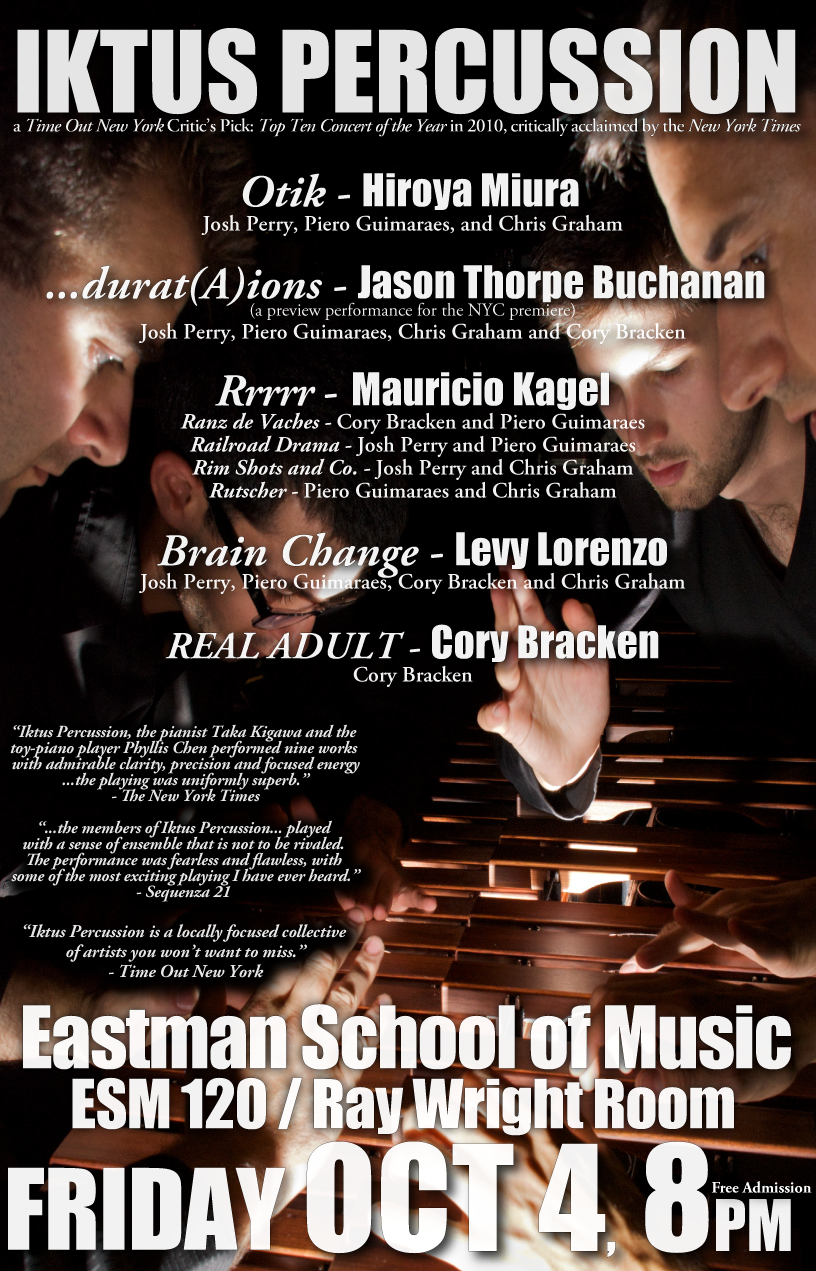 IKTUS PERCUSSION
a Time Out New York Critic's Pick: Top Ten Concert of the Year in 2010, critically acclaimed by the New York Times
Otik - Hiroya Miura
Josh Perry, Piero Guimaraes, and Chris Graham
...durat(A)ions - Jason Thorpe Buchanan
(a preview performance for the NYC premiere)
Josh Perry, Piero Guimaraes, Chris Graham and Cory Bracken
Rrrrr - Mauricio Kagel
Ranz de Vaches - Cory Bracken and Piero Guimaraes
Railroad Drama - Josh Perry and Piero Guimaraes
Rim Shots and Co. - Josh Perry and Chris Graham
Rutscher - Piero Guimaraes and Chris Graham
Brain Change - Levy Lorenzo
Josh Perry, Piero Guimaraes, Cory Bracken and Chris Graham
REAL ADULT - Cory Bracken
Cory Bracken
"Iktus Percussion, the pianist Taka Kigawa and the
toy-piano player Phyllis Chen performed nine works
with admirable clarity, precision and focused energy
...the playing was uniformly superb."
- The New York Times
"...the members of Iktus Percussion... played
with a sense of ensemble that is not to be rivaled.
The performance was fearless and flawless, with
some of the most exciting playing I have ever heard."
- Sequenza 21
"Iktus Percussion is a locally focused collective
of artists you won't want to miss."
- Time Out New York
Eastman School of Music
ESM 120 / Ray Wright Room
FRIDAY OCT 4, 8PM
Free Admission